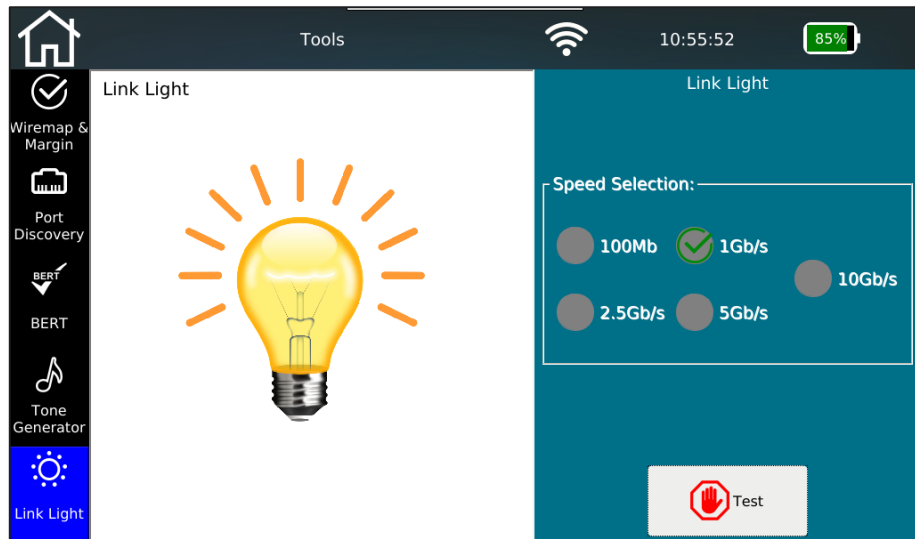 Tools
10:55:52
85%
Wiremap &
Margin
Port
Discovery
BERT
BERT
Tone
Generator
Link Light
Link Light
Link Light
Speed Selection:
100Mb
1Gb/s
10Gb/s
2.5Gb/s
5Gb/s
Test